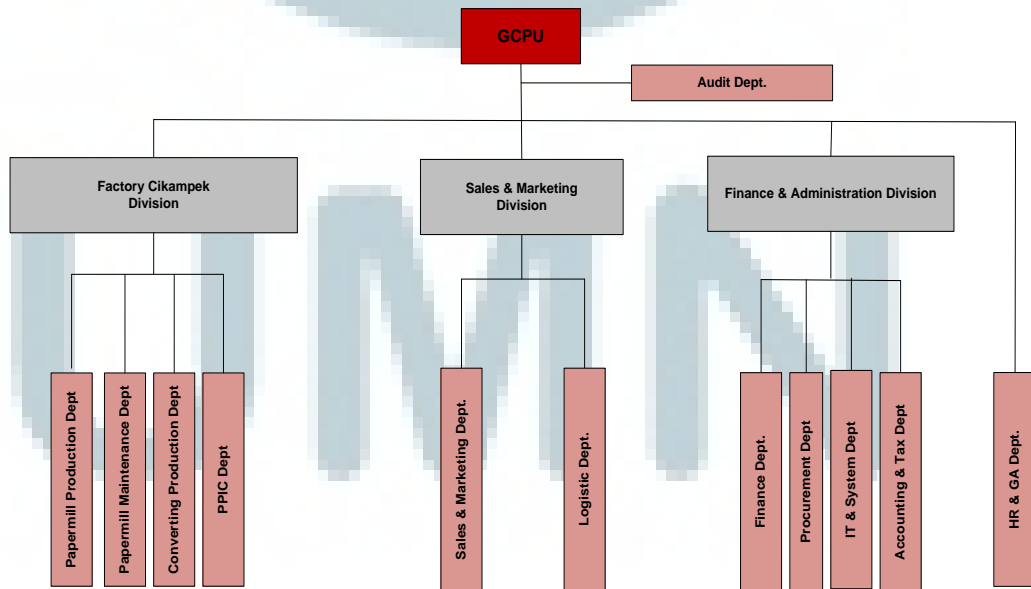 GCPU
Audit Dept.
Factory Cikampek
Division
Sales & Marketing
Division
Finance & Administration Division
Papermill Production Dept
Papermill Maintenance Dept
Converting Production Dept
PPIC Dept
Sales & Marketing Dept.
Logistic Dept.
Finance Dept.
Procurement Dept
IT & System Dept
Accounting & Tax Dept
HR & GA Dept.
UMN